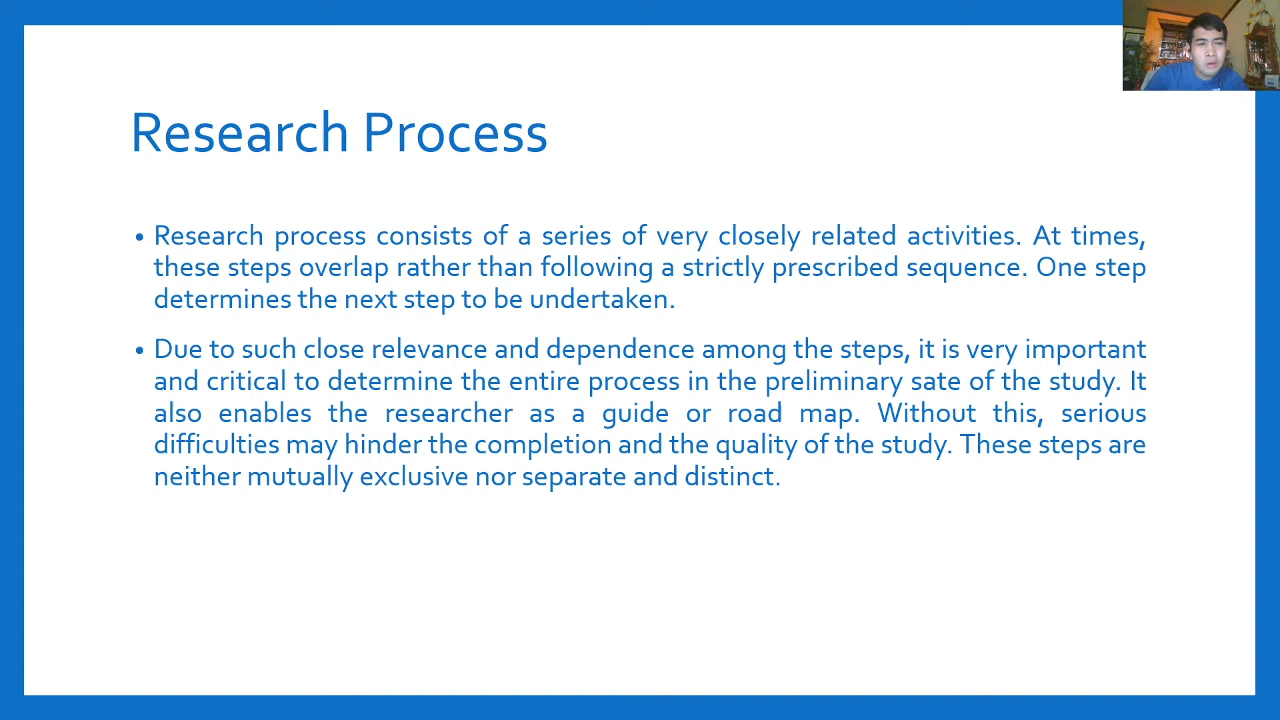 Research Process
• Research process consists of a series of very closely related activities. At times,
these steps overlap rather than following a strictly prescribed sequence. One step
determines the next step to be undertaken.
• Due to such close relevance and dependence among the steps, it is very important
and critical to determine the entire process in the preliminary sate of the study. It
also enables the researcher as a guide or road map. Without this, serious
difficulties may hinder the completion and the quality of the study. These steps are
neither mutually exclusive nor separate and distinct.